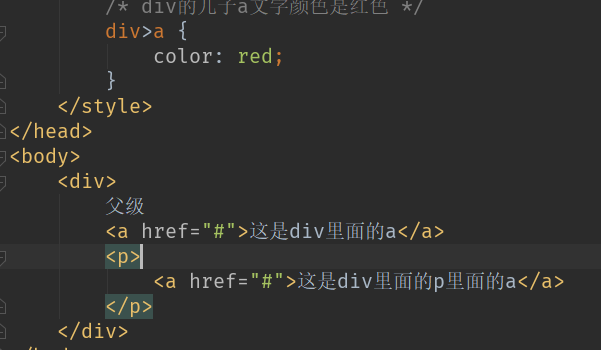 /* div的儿子a文字颜色是红色 */
div>a {
color: red;
}
</style>
</head>
<body>
<div>
父级
<a href="#">这是div里面的a</a>
<p>
<a href="#">这是div里面的p里面的a</a>
</p>
</div>